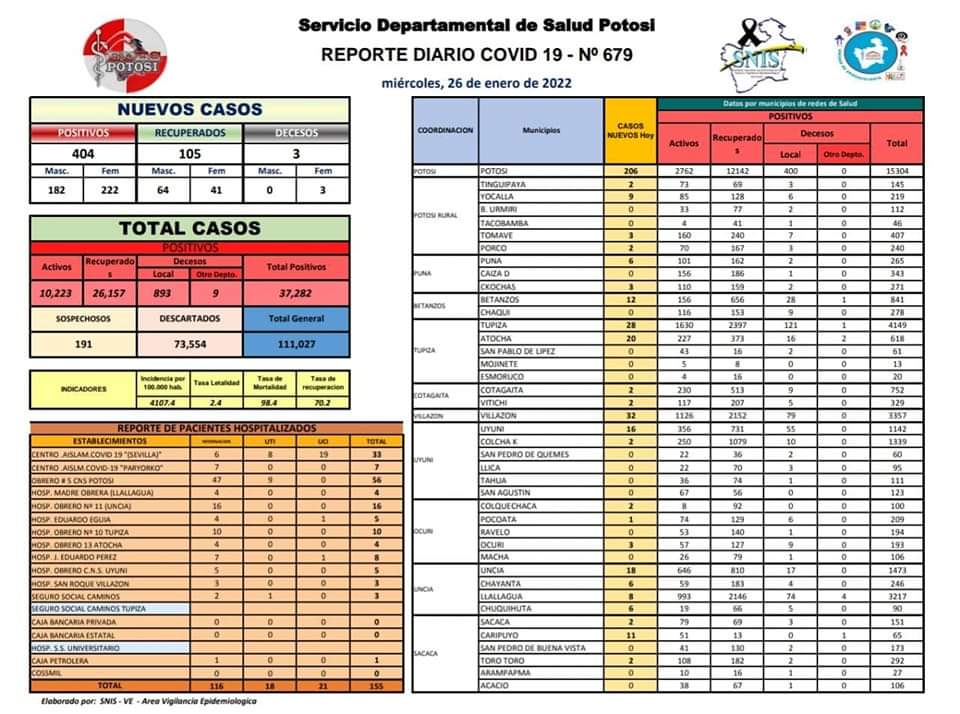 Servicio Departamental de Salud Potosi
REPORTE DIARIO COVID 19 - Nº 679
miércoles, 26 de enero de 2022
POTOSI
SNIS
NUEVOS CASOS
POSITIVOS RECUPERADOS DECESOS
404 105 3
Masc. Fem Masc. Fem Masc. Fem
182 222 64 41 0 3
TOTAL CASOS
POSITIVOS
Activos Recuperado s Decesos Total Positivos
Local Otro Depto.
10,223 26,157 893 9 37,282
SOSPECHOSOS DESCARTADOS Total General
191 73,554 111,027
INDICADORES Incidencia por 100.000 hab. Tasa Letalidad Tasa de Mortalidad Tasa de recuperacion
4107.4 2.4 98.4 70.2
REPORTE DE PACIENTES HOSPITALIZADOS
ESTABLECIMIENTOS INTERNACION UTI UCI TOTAL
CENTRO .AISLAM.COVID 19 "(SEVILLA)" 6 8 19 33
CENTRO .AISLM.COVID-19 "PARYORKO" 7 0 0 7
OBRERO # 5 CNS POTOSI 47 9 0 56
HOSP. MADRE OBRERA (LLALLAGUA) 4 0 0 4
HOSP. OBRERO Nº 11 (UNCIA) 16 0 0 16
HOSP. EDUARDO EGUIA 4 0 1 5
HOSP. OBRERO Nº 10 TUPIZA 10 0 0 10
HOSP. OBRERO 13 ATOCHA 4 0 0 4
HOSP. J. EDUARDO PEREZ 7 0 1 8
HOSP. OBRERO C.N.S. UYUNI 5 0 0 5
HOSP. SAN ROQUE VILLAZON 3 0 0 3
SEGURO SOCIAL CAMINOS 2 1 0 3
SEGURO SOCIAL CAMINOS TUPIZA
CAJA BANCARIA PRIVADA 0 0 0 0
CAJA BANCARIA ESTATAL 0 0 0 0
HOSP. S.S. UNIVERSITARIO
CAJA PETROLERA 1 0 0 1
COSSMIL 0 0 0 0
TOTAL 116 18 21 155
Elaborado por: SNIS - VE - Area Vigilancia Epidemiologica
Datos por municipios de redes de Salud
COORDINACION Municipios CASOS NUEVOS Hoy POSITIVOS
Activos Recuperado s Decesos Total
Local Otro Depto.
POTOSI POTOSI 206 2762 12142 400 0 15304
POTOSI RURAL TINGUIPAYA 2 73 69 3 0 145
YOCALLA 9 85 128 6 0 219
B. URMIRI 0 33 77 2 0 112
TACOBAMBA 0 4 41 1 0 46
TOMAVE 3 160 240 7 0 407
PORCO 2 70 167 3 0 240
PUNA PUNA 6 101 162 2 0 265
CAIZA D 0 156 186 1 0 343
CKOCHAS 3 110 159 2 0 271
BETANZOS BETANZOS 12 156 656 28 1 841
CHAQUI 0 116 153 9 0 278
TUPIZA TUPIZA 28 1630 2397 121 1 4149
ATOCHA 20 227 373 16 2 618
SAN PABLO DE LIPEZ 0 43 16 2 0 61
MOJINETE 0 5 8 0 0 13
ESMORUCO 0 4 16 0 0 20
COTAGAITA COTAGAITA 2 230 513 9 0 752
VITICHI 2 117 207 5 0 329
VILLAZON VILLAZON 32 1126 2152 79 0 3357
UYUNI UYUNI 16 356 731 55 0 1142
COLCHA K 2 250 1079 10 0 1339
SAN PEDRO DE QUEMES 0 22 36 2 0 60
LLICA 0 22 70 3 0 95
TAHUA 0 36 74 1 0 111
SAN AGUSTIN 0 67 56 0 0 123
OCURI COLQUECHACA 2 8 92 0 0 100
POCOATA 1 74 129 6 0 209
RAVELO 0 53 140 1 0 194
OCURI 3 57 127 9 0 193
MACHA 0 26 79 1 0 106
UNCIA UNCIA 18 646 810 17 0 1473
CHAYANTA 6 59 183 4 0 246
LLALLAGUA 8 993 2146 74 4 3217
CHUQUIHUTA 6 19 66 5 0 90
SACACA SACACA 2 79 69 3 0 151
CARIPUYO 11 51 13 0 1 65
SAN PEDRO DE BUENA VISTA 0 41 130 2 0 173
TORO TORO 2 108 182 2 0 292
ARAMPAMPA 0 10 16 1 0 27
ACACIO 0 38 67 1 0 106